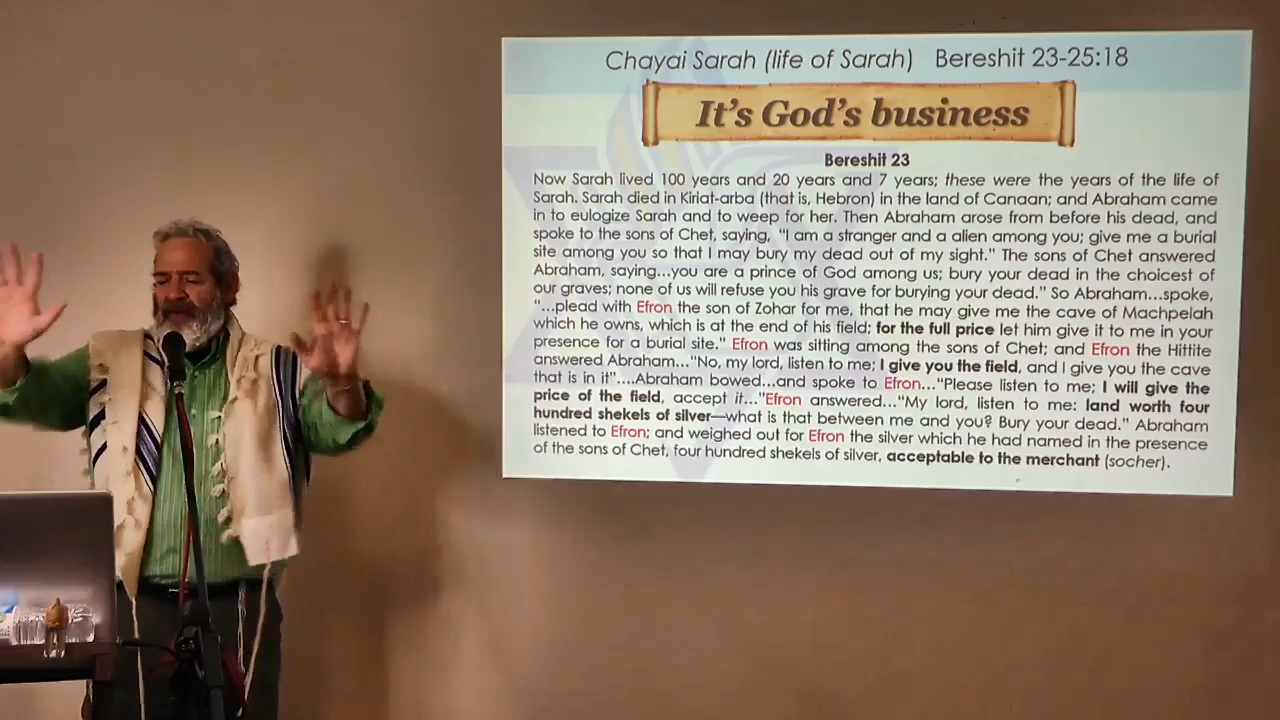 Chayai Sarah (life of Sarah) Bereshit 23-25:18
It's God's business
Bereshit 23
Now Sarah lived 100 years and 20 years and 7 years; these were the years of the life of
Sarah. Sarah died in Kiriat-arba (that is, Hebron) in the land of Canaan; and Abraham came
in to eulogize Sarah and to weep for her. Then Abraham arose from before his dead, and
spoke to the sons of Chet, saying, "I am a stranger and a alien among you; give me a burial
site among you so that I may bury my dead out of my sight." The sons of Chet answered
Abraham, saying...you are a prince of God among us; bury your dead in the choicest of
our graves; none of us will refuse you his grave for burying your dead." So Abraham...spoke,
"...plead with Efron the son of Zohar for me, that he may give me the cave of Machpelah
which he owns, which is at the end of his field; for the full price let him give it to me in your
presence for a burial site." Efron was sitting among the sons of Chet; and Efron the Hittite
answered Abraham..."No, my lord, listen to me; I give you the field, and I give you the cave
that is in it"....Abraham bowed...and spoke to Efron..."Please listen to me; I will give the
price of the field, accept it..."Efron answered..."My lord, listen to me: land worth four
hundred shekels of silver—what is that between me and you? Bury your dead." Abraham
listened to Efron; and weighed out for Efron the silver which he had named in the presence
of the sons of Chet, four hundred shekels of silver, acceptable to the merchant (socher).